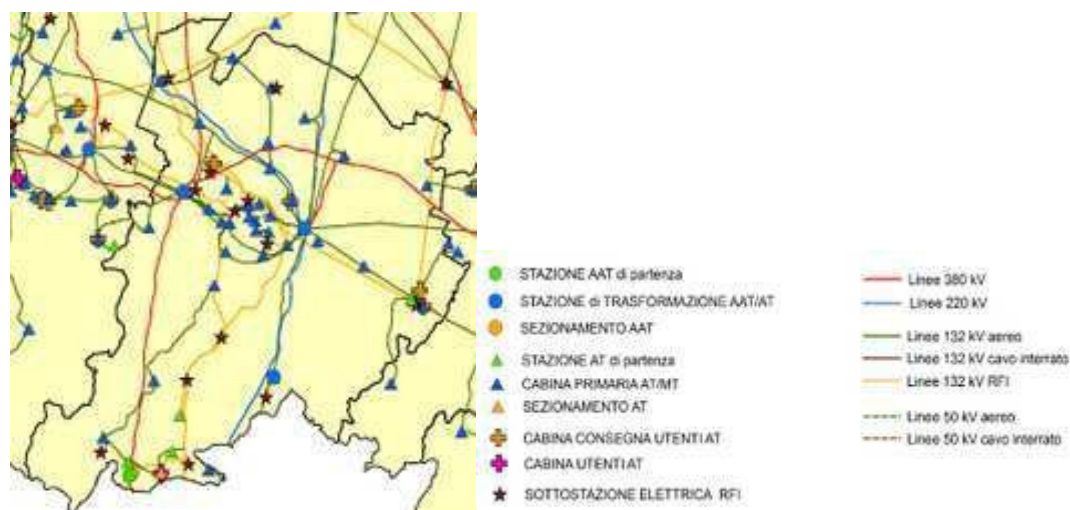 STAZIONE AAT di partenza
STAZIONE di TRASFORMAZIONE AAT/AT
SEZIONAMENTO AAT
STAZIONE AT di partenza
CABINA PRIMARIA AT/MT
SEZIONAMENTO AT
CABINA CONSEGNA UTENTI AT
CABINA UTENTI AT
SOTTOSTAZIONE ELETTRICA RFI
Linee 380 kV
Linee 220 kV
Linee 132 kV aereo
Linee 132 kV cavo interrato
Linee 132 kV RFI
Linee 50 kV aereo
Linee 50 kV cavo interrato